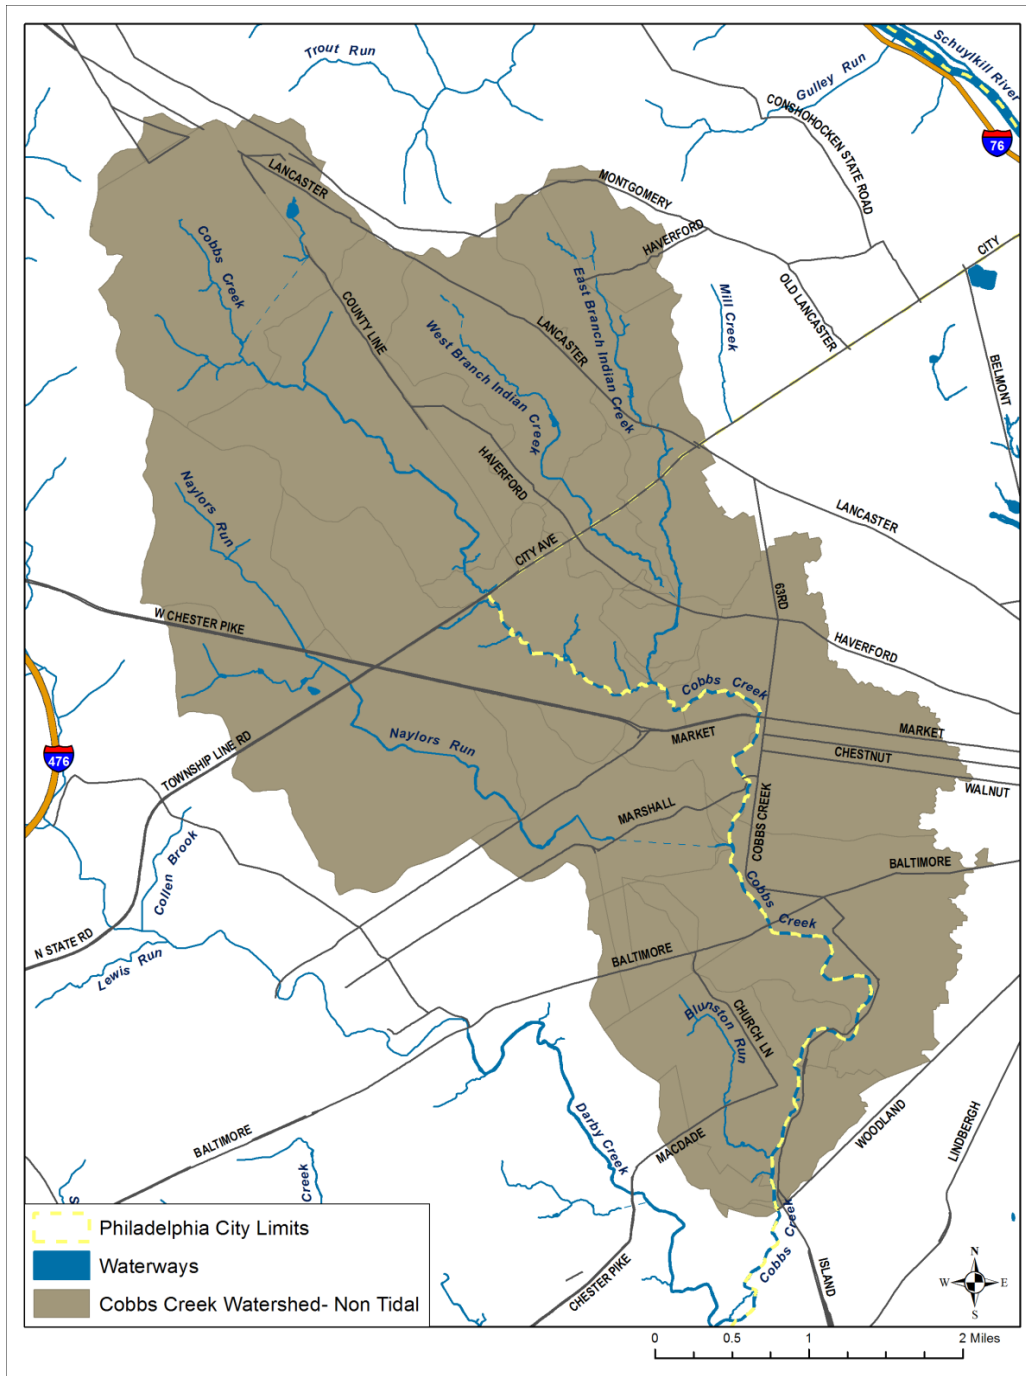 Trout Run
Gulley Run
Schuylkill River
76
CONSHOHOCKEN STATE ROAD
LANCASTER
MONTGOMERY
HAVERFORD
CITY
Cobbs Creek
East Branch Indian Creek
OLD LANCASTER
Mill Creek
COUNTY LINE
LANCASTER
West Branch Indian Creek
BELMONT
HAVERFORD
Naylors Run
LANCASTER
CITY AVE
63RD
W CHESTER PIKE
HAVERFORD
Cobbs Creek
Naylors Run
MARKET
MARKET
CHESTNUT
WALNUT
476
TOWNSHIP LINE RD
MARSHALL
COBBS CREEK
Collen Brook
BALTIMORE
Cobbs Creek
N STATE RD
Lewis Run
BALTIMORE
Blunston Run
CHURCH LN
Darby Creek
WOODLAND
LINDBERGH
BALTIMORE
MACDADE
Creek
S
Cobbs Creek
CHESTER PIKE
ISLAND
Philadelphia City Limits
Waterways
Cobbs Creek Watershed- Non Tidal
N
W
E
S
0 0.5 1 2 Miles